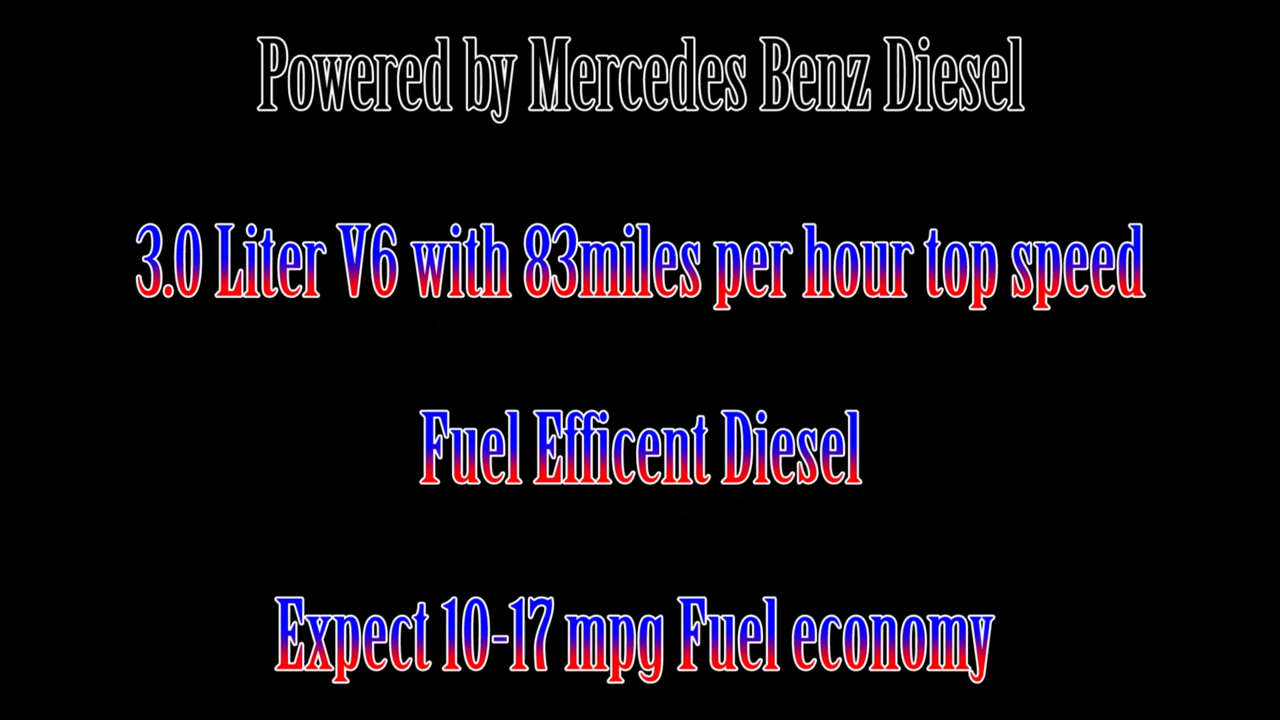 Powered by Mercedes Benz Diesel
3.0 Liter V6 with 83miles per hour top speed
Fuel Efficent Diesel
Expect 10-17 mpg Fuel economy